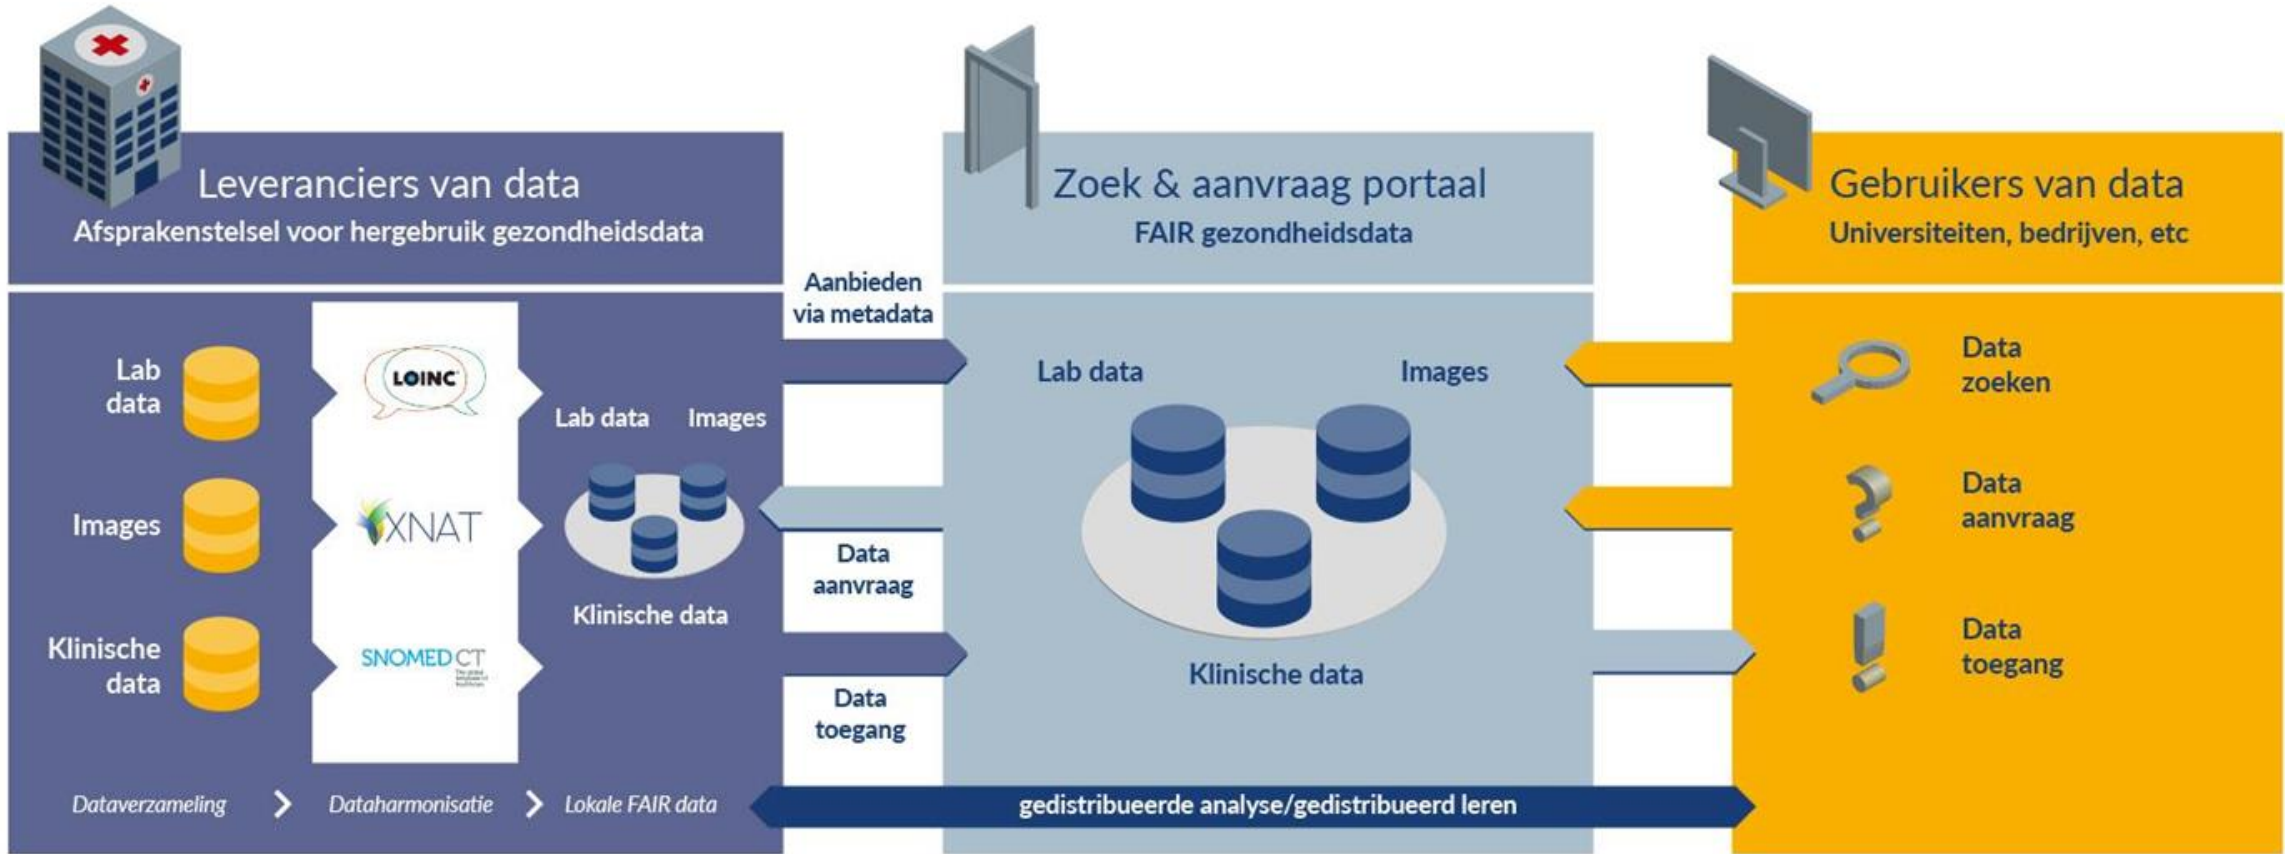 Leveranciers van data
Afsprakenstelsel voor hergebruik gezondheidsdata
Lab
data
Images
Klinische
data
LOINC
XNAT
SNOMED CT
Lab data
Images
Klinische data
Dataverzameling
Dataharmonisatie
Lokale FAIR data
Aanbieden
via metadata
Data
aanvraag
Data
toegang
Zoek & aanvraag portaal
FAIR gezondheidsdata
Lab data
Images
Klinische data
gedistribueerde analyse/gedistribueerd leren
Gebruikers van data
Universiteiten, bedrijven, etc
Data
zoeken
Data
aanvraag
Data
toegang